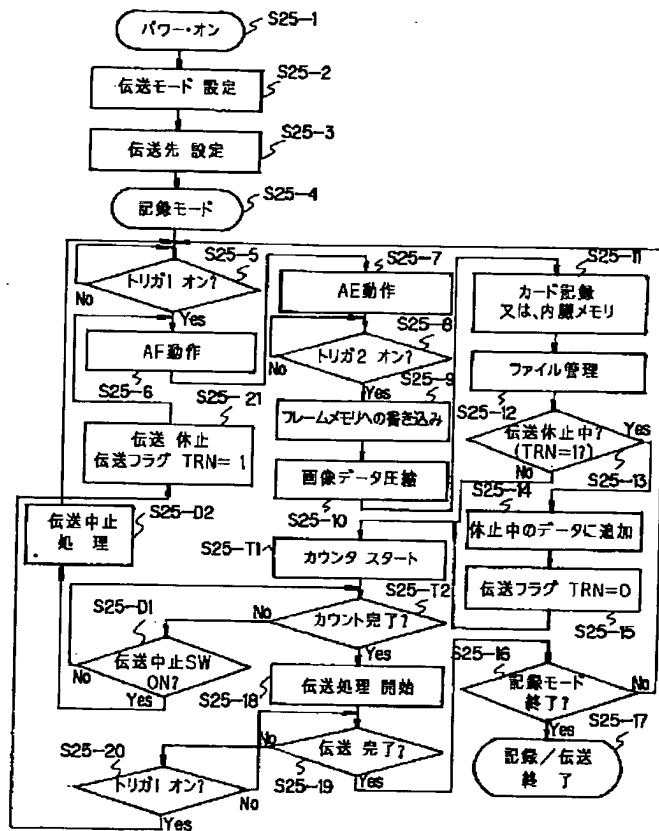 パワー・オン
S25-1
伝送モード 設定
S25-2
伝送先 設定
S25-3
記録モード
S25-4
トリガ1 オン?
S25-5
No
Yes
AF動作
S25-6
AE動作
S25-7
トリガ2 オン?
S25-8
No
Yes
フレームメモリへの書き込み
S25-9
画像データ圧縮
S25-10
カード記録
又は、内臓メモリ
S25-11
ファイル管理
S25-12
伝送休止中?
(TRN=1?)
Yes
No
S25-13
休止中のデータに追加
S25-14
伝送フラグ TRN=0
S25-15
伝送 休止
伝送フラグ TRN=1
S25-21
伝送中止
処 理
S25-D2
カウンタ スタート
S25-T1
カウント完了?
S25-T2
No
Yes
伝送中止SW
ON?
S25-D1
No
Yes
伝送処理 開始
S25-18
伝送 完了?
S25-19
No
Yes
トリガ1 オン?
S25-20
No
Yes
記録モード
終了?
S25-16
No
Yes
記録/伝送
終了
S25-17